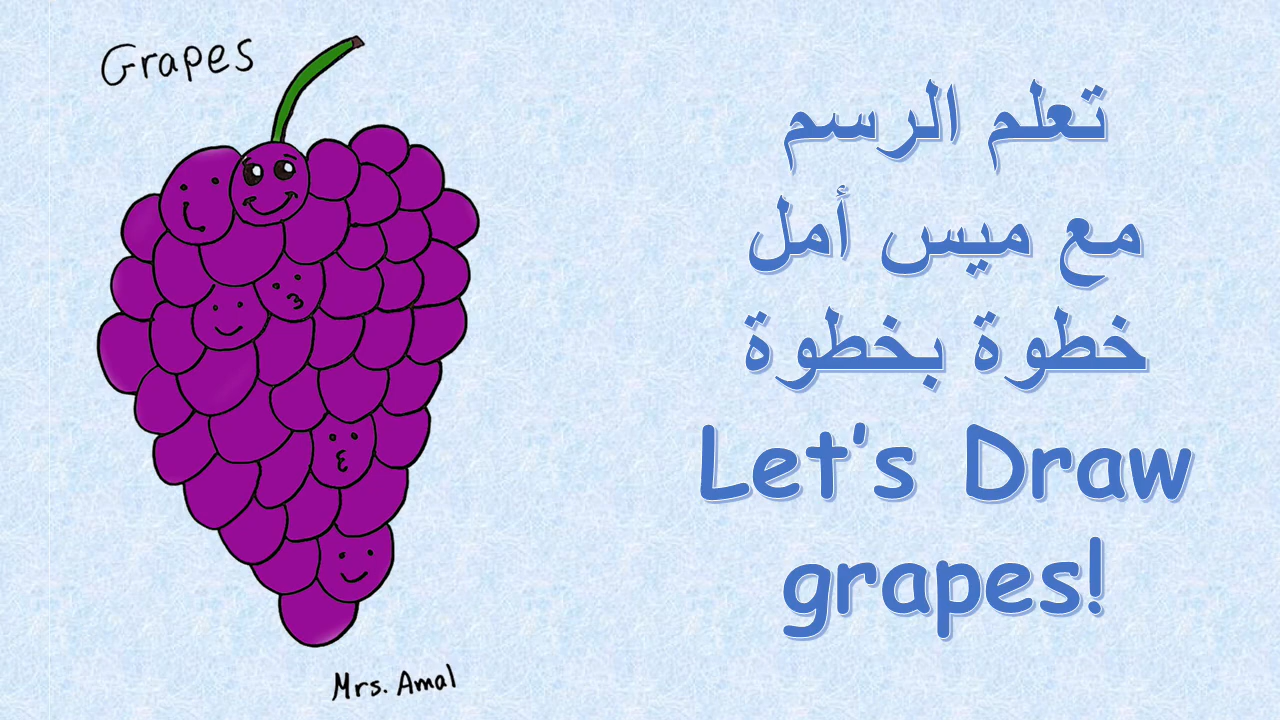 Grapes
تعلم الرسم
مع ميس أمل
خطوة بخطوة
Let's Draw
grapes!
Mrs. Amal